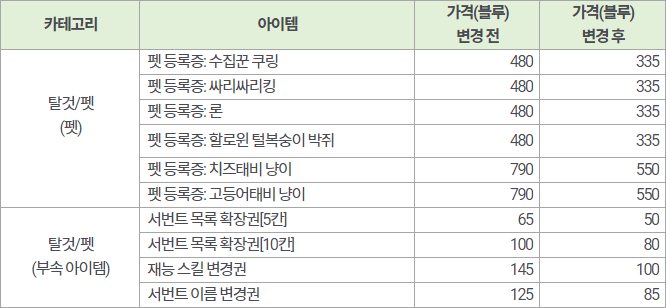 카테고리 아이템 가격(블루) 변경 전 가격(블루) 변경 후
탈것/펫 (펫)
펫 등록증: 수집꾼 쿠링 480 335
펫 등록증: 싸리싸리킹 480 335
펫 등록증: 론 480 335
펫 등록증: 할로윈 털복숭이 박쥐 480 335
펫 등록증: 치즈태비 냥이 790 550
펫 등록증: 고등어태비 냥이 790 550
탈것/펫 (부속 아이템)
서번트 목록 확장권[5칸] 65 50
서번트 목록 확장권[10칸] 100 80
재능 스킬 변경권 145 100
서번트 이름 변경권 125 85